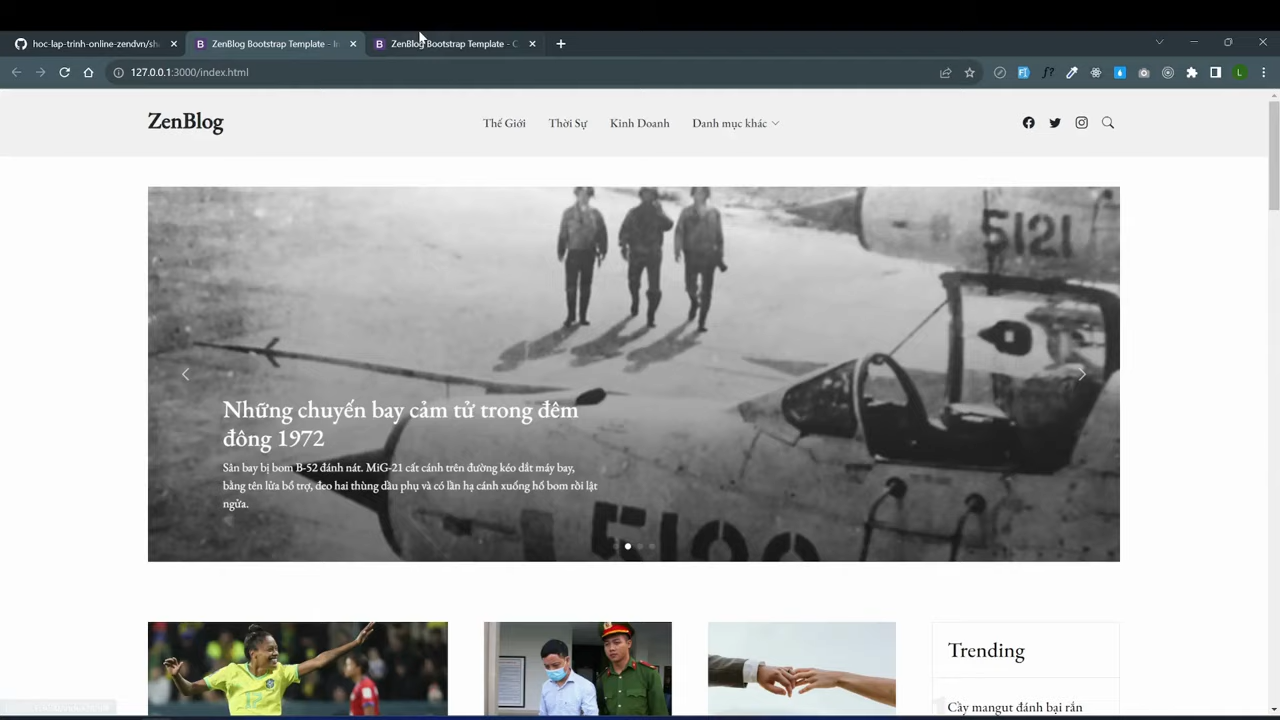 hoc-lap-trinh-online-zendvn/sh
ZenBlog Bootstrap Template - I
ZenBlog Bootstrap Template - C
127.0.0.1:3000/index.html
L
ZenBlog
Thế Giới
Thời Sự
Kinh Doanh
Danh mục khác
5121
Những chuyến bay cảm tử trong đêm
đông 1972
Sân bay bị bom B-52 đánh nát. MiG-21 cất cánh trên đường kéo dắt máy bay,
bằng tên lửa bổ trợ, đeo hai thùng dầu phụ và có lần hạ cánh xuống hố bom rồi lật
ngửa.
Trending
Cầy mangut đánh bại rắn